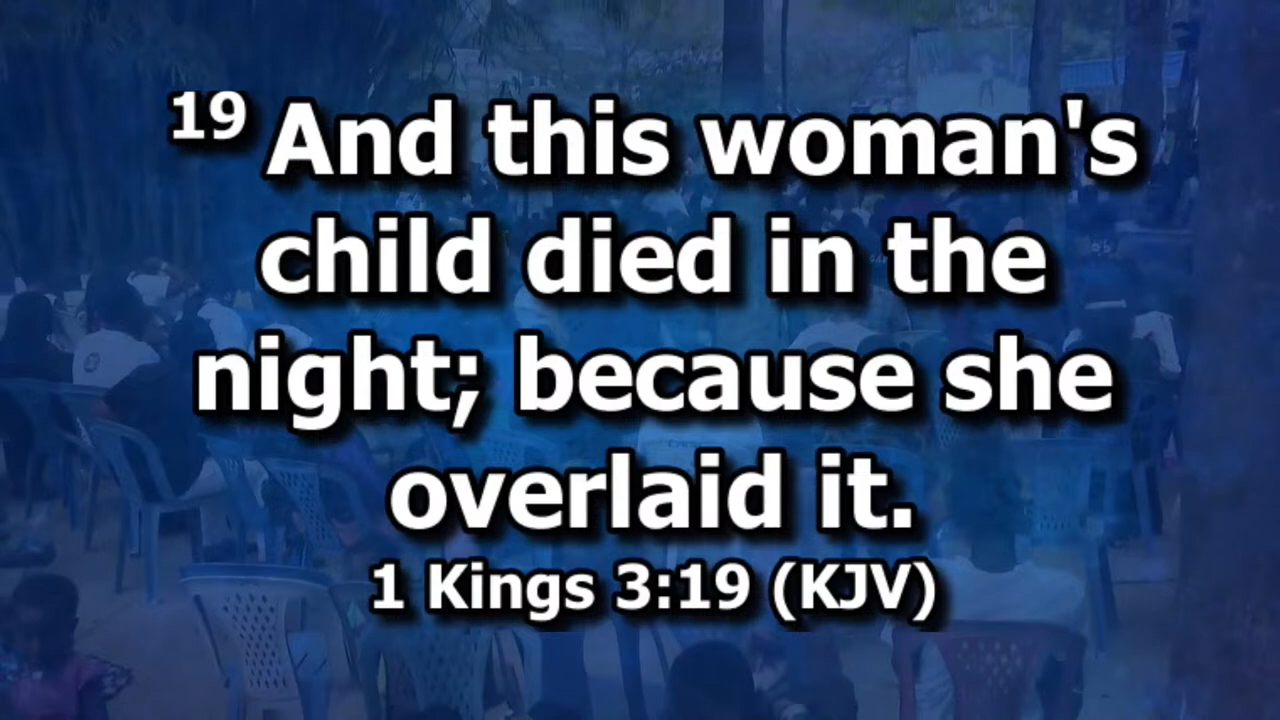 19 And this woman's
child died in the
night; because she
overlaid it.
1 Kings 3:19 (KJV)